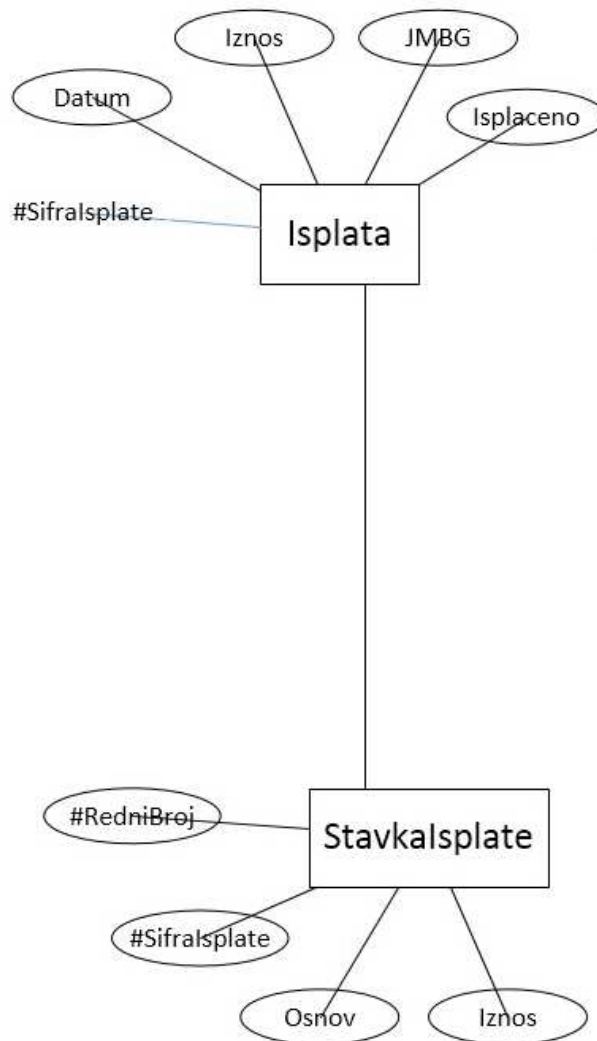 Iznos
JMBG
Datum
Isplaceno
#SifraIsplate
Isplata
#RedniBroj
StavkaIsplate
#SifraIsplate
Osnov
Iznos